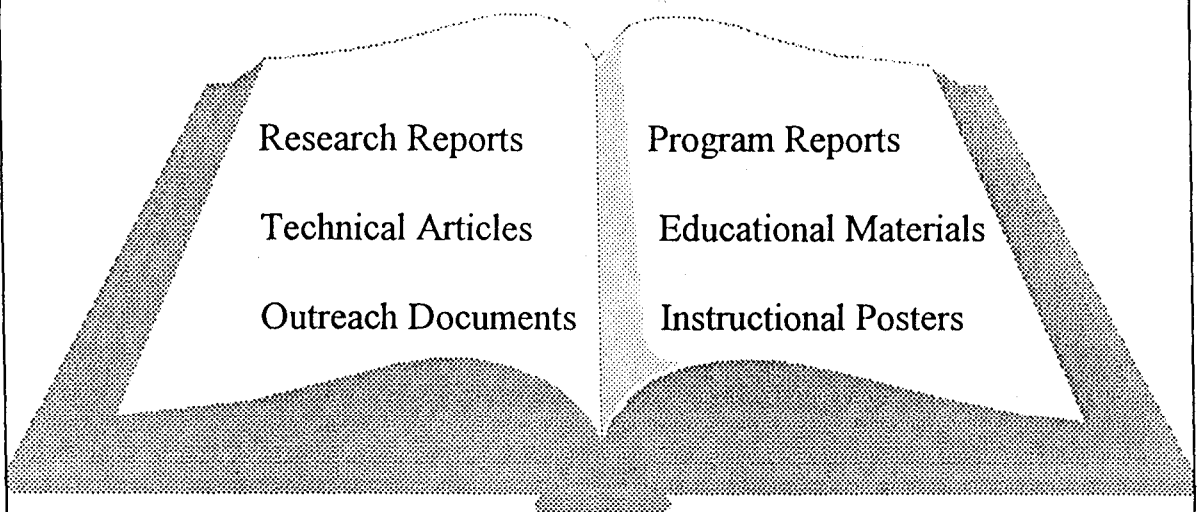 Research Reports
Technical Articles
Outreach Documents
Program Reports
Educational Materials
Instructional Posters